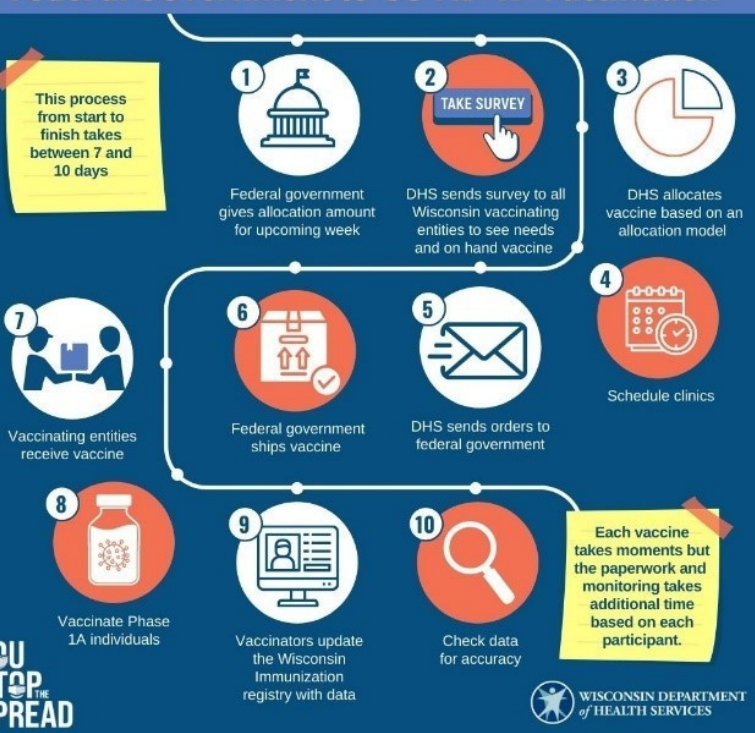 This process
from start to
finish takes
between 7 and
10 days
1
Federal government
gives allocation amount
for upcoming week
2
TAKE SURVEY
DHS sends survey to all
Wisconsin vaccinating
entities to see needs
and on hand vaccine
3
DHS allocates
vaccine based on an
allocation model
4
Schedule clinics
5
DHS sends orders to
federal government
6
Federal government
ships vaccine
7
Vaccinating entities
receive vaccine
8
Vaccinate Phase
1A individuals
9
Vaccinators update
the Wisconsin
Immunization
registry with data
10
Check data
for accuracy
Each vaccine
takes moments but
the paperwork and
monitoring takes
additional time
based on each
participant.
OU
TOP THE
PREAD
WISCONSIN DEPARTMENT
of HEALTH SERVICES